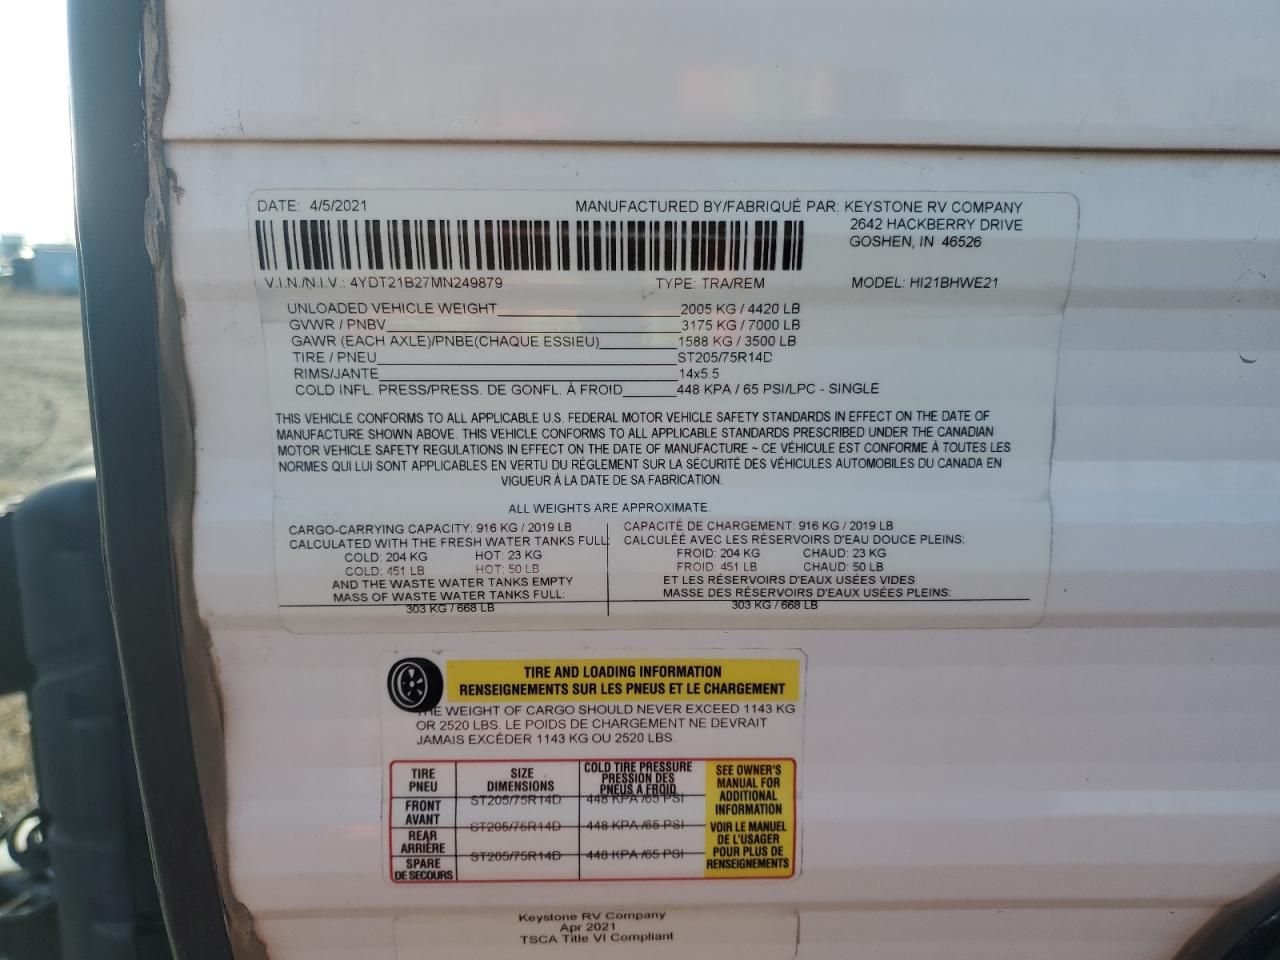 DATE: 4/5/2021 MANUFACTURED BY/FABRIQUÉ PAR: KEYSTONE RV COMPANY
2642 HACKBERRY DRIVE
GOSHEN, IN 46526
V.I.N./N.I.V.: 4YDT21B27MN249879 TYPE: TRA/REM MODEL: HI21BHWE21
UNLOADED VEHICLE WEIGHT 2005 KG / 4420 LB
GVWR / PNBV 3175 KG / 7000 LB
GAWR (EACH AXLE)/PNBE(CHAQUE ESSIEU) 1588 KG / 3500 LB
TIRE / PNEU ST205/75R14D
RIMS/JANTE 14x5.5
COLD INFL. PRESS/PRESS. DE GONFL. À FROID 448 KPA / 65 PSI/LPC - SINGLE
THIS VEHICLE CONFORMS TO ALL APPLICABLE U.S. FEDERAL MOTOR VEHICLE SAFETY STANDARDS IN EFFECT ON THE DATE OF
MANUFACTURE SHOWN ABOVE. THIS VEHICLE CONFORMS TO ALL APPLICABLE STANDARDS PRESCRIBED UNDER THE CANADIAN
MOTOR VEHICLE SAFETY REGULATIONS IN EFFECT ON THE DATE OF MANUFACTURE ~ CE VÉHICULE EST CONFORME À TOUTES LES
NORMES QUI LUI SONT APPLICABLES EN VERTU DU RÉGLEMENT SUR LA SÉCURITÉ DES VÉHICULES AUTOMOBILES DU CANADA EN
VIGUEUR À LA DATE DE SA FABRICATION.
ALL WEIGHTS ARE APPROXIMATE.
CARGO-CARRYING CAPACITY: 916 KG / 2019 LB
CALCULATED WITH THE FRESH WATER TANKS FULL:
COLD: 204 KG HOT: 23 KG
COLD: 451 LB HOT: 50 LB
AND THE WASTE WATER TANKS EMPTY
MASS OF WASTE WATER TANKS FULL:
303 KG / 668 LB
CAPACITÉ DE CHARGEMENT: 916 KG / 2019 LB
CALCULÉE AVEC LES RÉSERVOIRS D'EAU DOUCE PLEINS:
FROID: 204 KG CHAUD: 23 KG
FROID: 451 LB CHAUD: 50 LB
ET LES RÉSERVOIRS D'EAUX USÉES VIDES
MASSE DES RÉSERVOIRS D'EAUX USÉES PLEINS:
303 KG / 668 LB
TIRE AND LOADING INFORMATION
RENSEIGNEMENTS SUR LES PNEUS ET LE CHARGEMENT
THE WEIGHT OF CARGO SHOULD NEVER EXCEED 1143 KG
OR 2520 LBS. LE POIDS DE CHARGEMENT NE DEVRAIT
JAMAIS EXCÉDER 1143 KG OU 2520 LBS.
TIRE
PNEU
SIZE
DIMENSIONS
COLD TIRE PRESSURE
PRESSION DES
PNEUS A FROID
FRONT
AVANT
ST205/75R14D 448 KPA /65 PSI
REAR
ARRIÈRE
ST205/75R14D 448 KPA /65 PSI
SPARE
DE SECOURS
ST205/75R14D 448 KPA /65 PSI
SEE OWNER'S
MANUAL FOR
ADDITIONAL
INFORMATION
VOIR LE MANUEL
DE L'USAGER
POUR PLUS DE
RENSEIGNEMENTS
Keystone RV Company
Apr 2021
TSCA Title VI Compliant